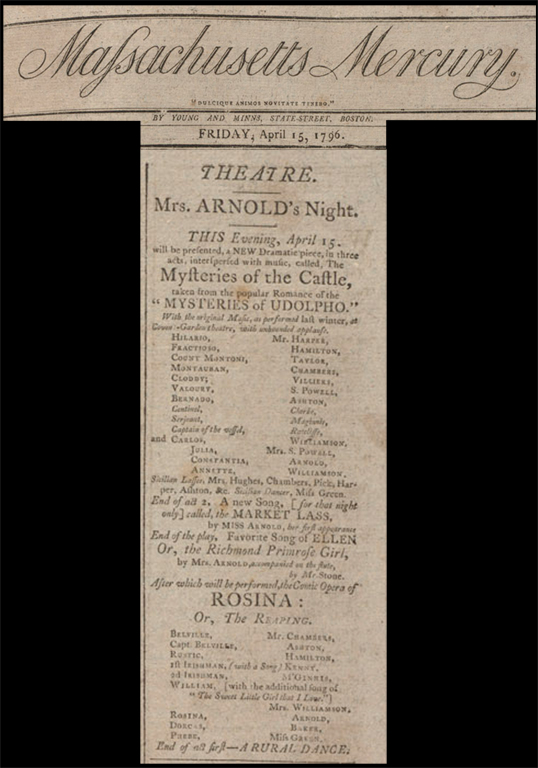 Maſsachusetts Mercury.
"DULCIQUE ANIMOS NOVITATE TENEBO."
BY YOUNG AND MINNS, STATE-STREET, BOSTON.
FRIDAY, April 15, 1796.
THEATRE.
Mrs. ARNOLD's Night.
THIS Evening, April 15.
will be preſented, a NEW Dramatic piece, in three
acts, interſperſed with muſic, called, The
Myſteries of the Caſtle,
taken from the popular Romance of the
"MYSTERIES of UDOLPHO."
With the original Muſic, as performed laſt winter, at
Covent-Garden theatre, with unbounded applauſe.
HILARIO, Mr. HARPER,
FRACTIOSO, HAMILTON,
COUNT MONTONI, TAYLOR,
MONTAUBAN, CHAMBERS,
CLODDY, VILLIERS,
VALOURY, S. POWELL,
BERNADO, ASHTON,
Centinel, Clarke,
Serjeant,
Captain of the veſſel, Ratcliffe,
and CARLOS, WILLIAMSON,
JULIA, Mrs. S. POWELL,
CONSTANTIA, ARNOLD,
ANNETTE, WILLIAMSON.
Sicilian Laſſes, Mrs. Hughes, Chambers, Pick, Har-
per, Ashton, &c. Sicilian Dancer, Miſs Green.
End of act 2, A new Song, [for that night
only] called, the MARKET LASS,
by MISS ARNOLD, her firſt appearance
End of the play, Favorite Song of ELLEN
Or, the Richmond Primroſe Girl,
by Mrs. ARNOLD, accompanied on the flute,
by Mr. Stone.
After which will be performed, the Comic Opera of
ROSINA:
Or, The REAPING.
BELVILLE, Mr. CHAMBERS,
Capt. BELVILLE, ASHTON,
RUSTIC, HAMILTON,
1ſt IRISHMAN, (with a Song) KENNY,
2d IRISHMAN, M'GINNIS,
WILLIAM, [with the additional ſong of
"The Sweet Little Girl that I Love.")
Mrs. WILLIAMSON,
ROSINA, ARNOLD,
DORCAS, BAKER,
PHEBE, Miſs GREEN.
End of act firſt—A RURAL DANCE.